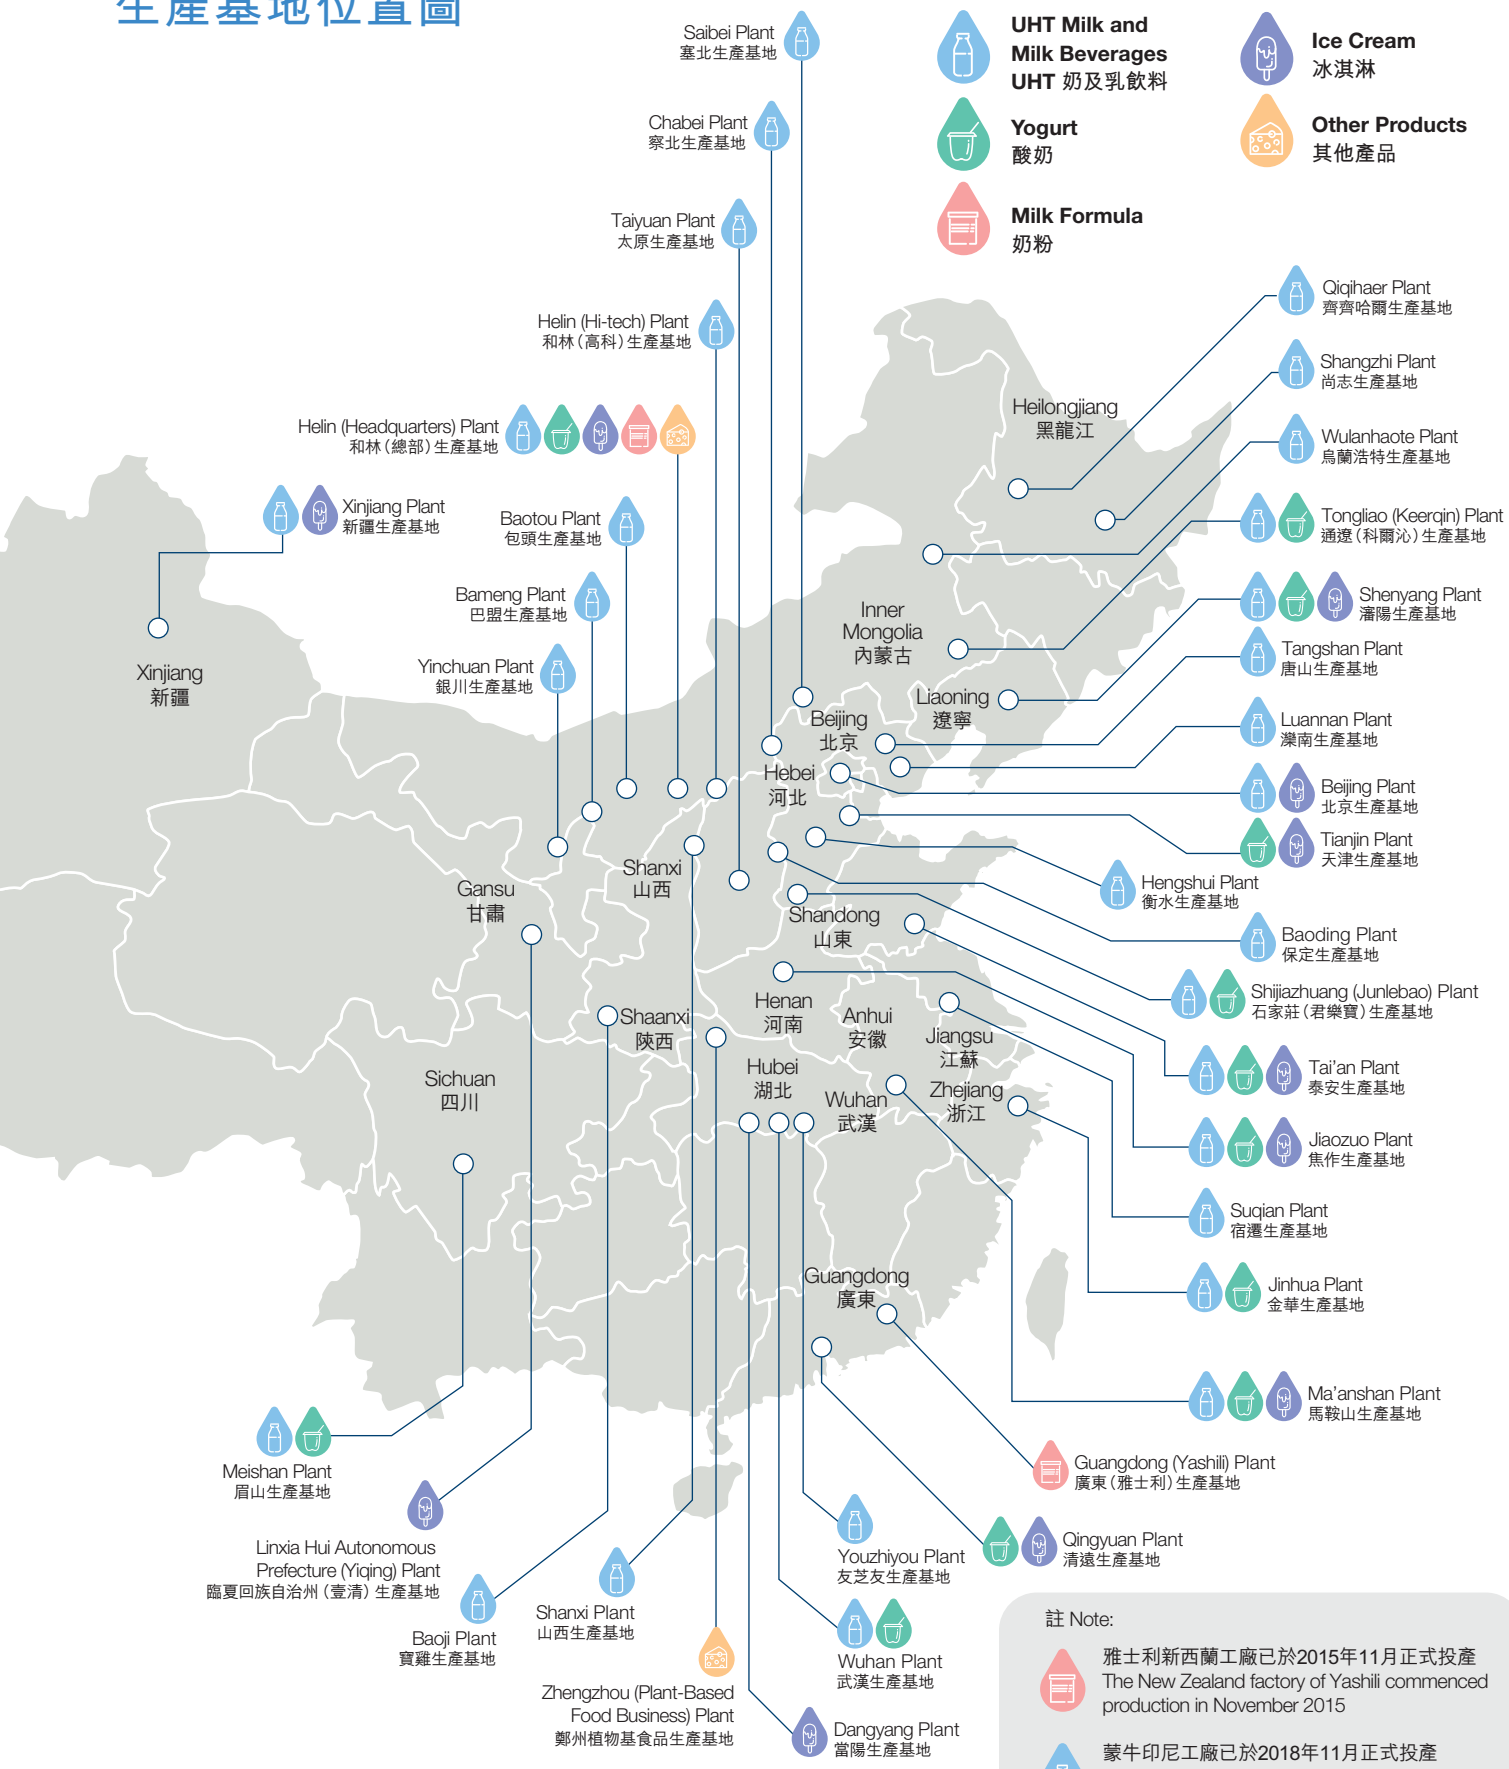 生產基地位置圖
UHT Milk and
Milk Beverages
UHT 奶及乳飲料
Ice Cream
冰淇淋
Yogurt
酸奶
Other Products
其他產品
Milk Formula
奶粉
Saibei Plant
塞北生產基地
Chabei Plant
察北生產基地
Taiyuan Plant
太原生產基地
Helin (Hi-tech) Plant
和林（高科）生產基地
Helin (Headquarters) Plant
和林（總部）生產基地
Xinjiang Plant
新疆生產基地
Baotou Plant
包頭生產基地
Bameng Plant
巴盟生產基地
Yinchuan Plant
銀川生產基地
Qiqihaer Plant
齊齊哈爾生產基地
Shangzhi Plant
尚志生產基地
Wulanhaote Plant
烏蘭浩特生產基地
Tongliao (Keerqin) Plant
通遼（科爾沁）生產基地
Shenyang Plant
瀋陽生產基地
Tangshan Plant
唐山生產基地
Luannan Plant
灤南生產基地
Beijing Plant
北京生產基地
Tianjin Plant
天津生產基地
Hengshui Plant
衡水生產基地
Baoding Plant
保定生產基地
Shijiazhuang (Junlebao) Plant
石家莊（君樂寶）生產基地
Tai'an Plant
泰安生產基地
Jiaozuo Plant
焦作生產基地
Suqian Plant
宿遷生產基地
Jinhua Plant
金華生產基地
Ma'anshan Plant
馬鞍山生產基地
Guangdong (Yashili) Plant
廣東（雅士利）生產基地
Qingyuan Plant
清遠生產基地
Heilongjiang
黑龍江
Inner
Mongolia
內蒙古
Xinjiang
新疆
Liaoning
遼寧
Beijing
北京
Hebei
河北
Shanxi
山西
Gansu
甘肅
Shandong
山東
Henan
河南
Anhui
安徽
Shaanxi
陝西
Jiangsu
江蘇
Hubei
湖北
Sichuan
四川
Wuhan
武漢
Zhejiang
浙江
Guangdong
廣東
Meishan Plant
眉山生產基地
Linxia Hui Autonomous
Prefecture (Yiqing) Plant
臨夏回族自治州（壹清）生產基地
Baoji Plant
寶雞生產基地
Shanxi Plant
山西生產基地
Zhengzhou (Plant-Based
Food Business) Plant
鄭州植物基食品生產基地
Youzhiyou Plant
友芝友生產基地
Wuhan Plant
武漢生產基地
Dangyang Plant
當陽生產基地
註 Note:
雅士利新西蘭工廠已於2015年11月正式投產
The New Zealand factory of Yashili commenced
production in November 2015
蒙牛印尼工廠已於2018年11月正式投產